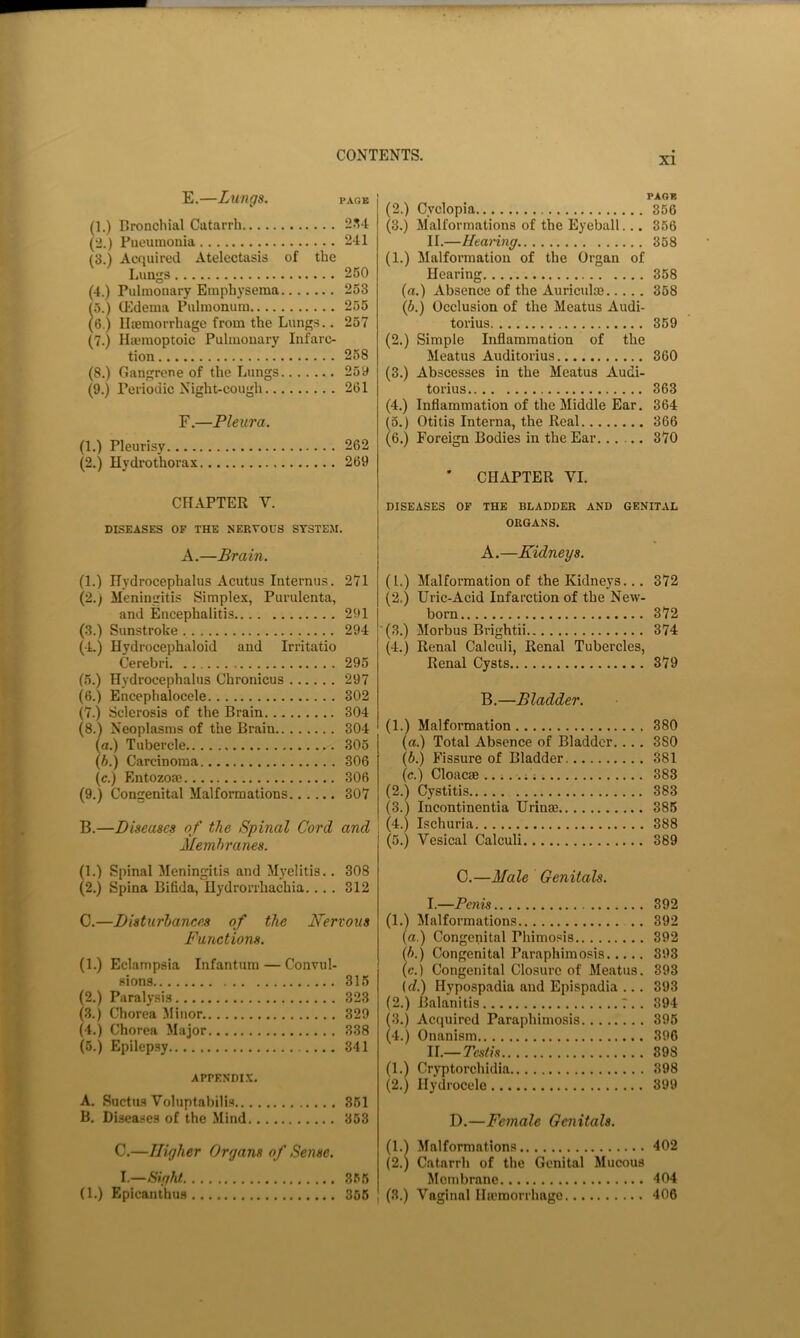 CONTENTS.
xi
E.—Lungs. PAGE
(1.) Bronchial Catarrh............ 234
(2.) Pneumonia.................. 241
(3.) Acquired Atelectasis of the
Lungs..................... 250
(4.) Pulmonary Emphysema........ 253
(5.) Œdema Pulmonum............ 255
(6.) Hæmorrhage from the Lungs.. 257
(7.) Hæmoptoic Pulmonary Infarc-
tion...................... 258
(8.) Gangrene of the Lungs........ 259
(9.) Periodic Night-cough.......... 261
F.—Pleura.
(1.) Pleurisy..................... 262
(2.) Hydrothorax.................. 269
CHAPTER V.
DISEASES OF THE NERVOUS SYSTEM.
A.—Brain.
(1.) Hydrocephalus Acutus Internus. 271
(2.) Meningitis Simplex, Purulenta,
and Encephalitis............. 291
(3.) Sunstroke.................... 294
(4.) Hydrocephaloid and Irritatio
Cerebri..................... 295
(5.) Hydrocephalus Chronicus...... 297
(6.) Encephalocele................ 302
(7.) Sclerosis of the Brain.......... 304
(8.) Neoplasms of the Brain........ 304
(a.) Tubercle................... 305
(b.) Carcinoma.................. 306
(c.) Entozoæ.................... 306
(9.) Congenital Malformations...... 307
B.—Diseases of the Spinal Cord and
Membranes.
(1.) Spinal Meningitis and Myelitis.. 308
(2.) Spina Bifida, Hydrorrhachia.... 312
C.—Disturbances of the Nervous
Functions.
(1.) Eclampsia Infantum — Convul-
sions....................... 315
(2.) Paralysis.................... 323
(3.) Chorea Minor................ 329
(4.) Chorea Major................ 338
(5.) Epilepsy..................... 341
APPENDIX.
A. Suctus Voluptabilis............. 351
B. Diseases of the Mind............ 353
C.—Higher Organs of Sense.
I.—Sight..................... 355
(1.) Epicanthus................... 355
PAGE
(2.) Cyclopia..................... 356
(3.) Malformations of the Eyeball... 356
II.—Hearing.................. 358
(1.) Malformation of the Organ of
Hearing.................... 358
(a.) Absence of the Auriculæ..... 358
(b.) Occlusion of the Meatus Audi-
torius...................... 359
(2.) Simple Inflammation of the
Meatus Auditorius........... 360
(3.) Abscesses in the Meatus Audi-
torius...................... 363
(4.) Inflammation of the Middle Ear. 364
(5.) Otitis Interna, the Real......... 366
(6.) Foreign Bodies in the Ear...... 370
CHAPTER VI.
DISEASES OF THE BLADDER AND GENITAL
ORGANS.
A.—Kidneys.
(1.) Malformation of the Kidneys... 372
(2.) Uric-Acid Infarction of the New-
born....................... 372
(3.) Morbus Brightii............... 374
(4.) Renal Calculi, Renal Tubercles,
Renal Cysts................. 379
B.—Bladder.
(1.) Malformation................. 380
(a.) Total Absence of Bladder.... 380
(b.) Fissure of Bladder........... 381
(c.) Cloacæ..................... 383
(2.) Cystitis...................... 383
(3.) Incontinentia Urinæ........... 385
(4.) Ischuria..................... 388
(5.) Vesical Calculi............... 389
C.—Male Genitals.
I.—Penis..................... 392
(1.) Malformations................ 392
(a.) Congenital Phimosis......... 392
(b.) Congenital Paraphimosis..... 393
(c.) Congenital Closure of Meatus. 393
(d.) Hypospadia and Epispadia... 393
(2.) Balanitis..................... 394
(3.) Acquired Paraphimosis........ 395
(4.) Onanism..................... 396
II.—Testis.................... 398
(1.) Cryptorchidia................. 398
(2.) Hydrocele.................... 399
D.—Female Genitals.
(1.) Malformations................ 402
(2.) Catarrh of the Genital Mucous
Membrane.................. 404
(3.) Vaginal Hæmorrhage.......... 406